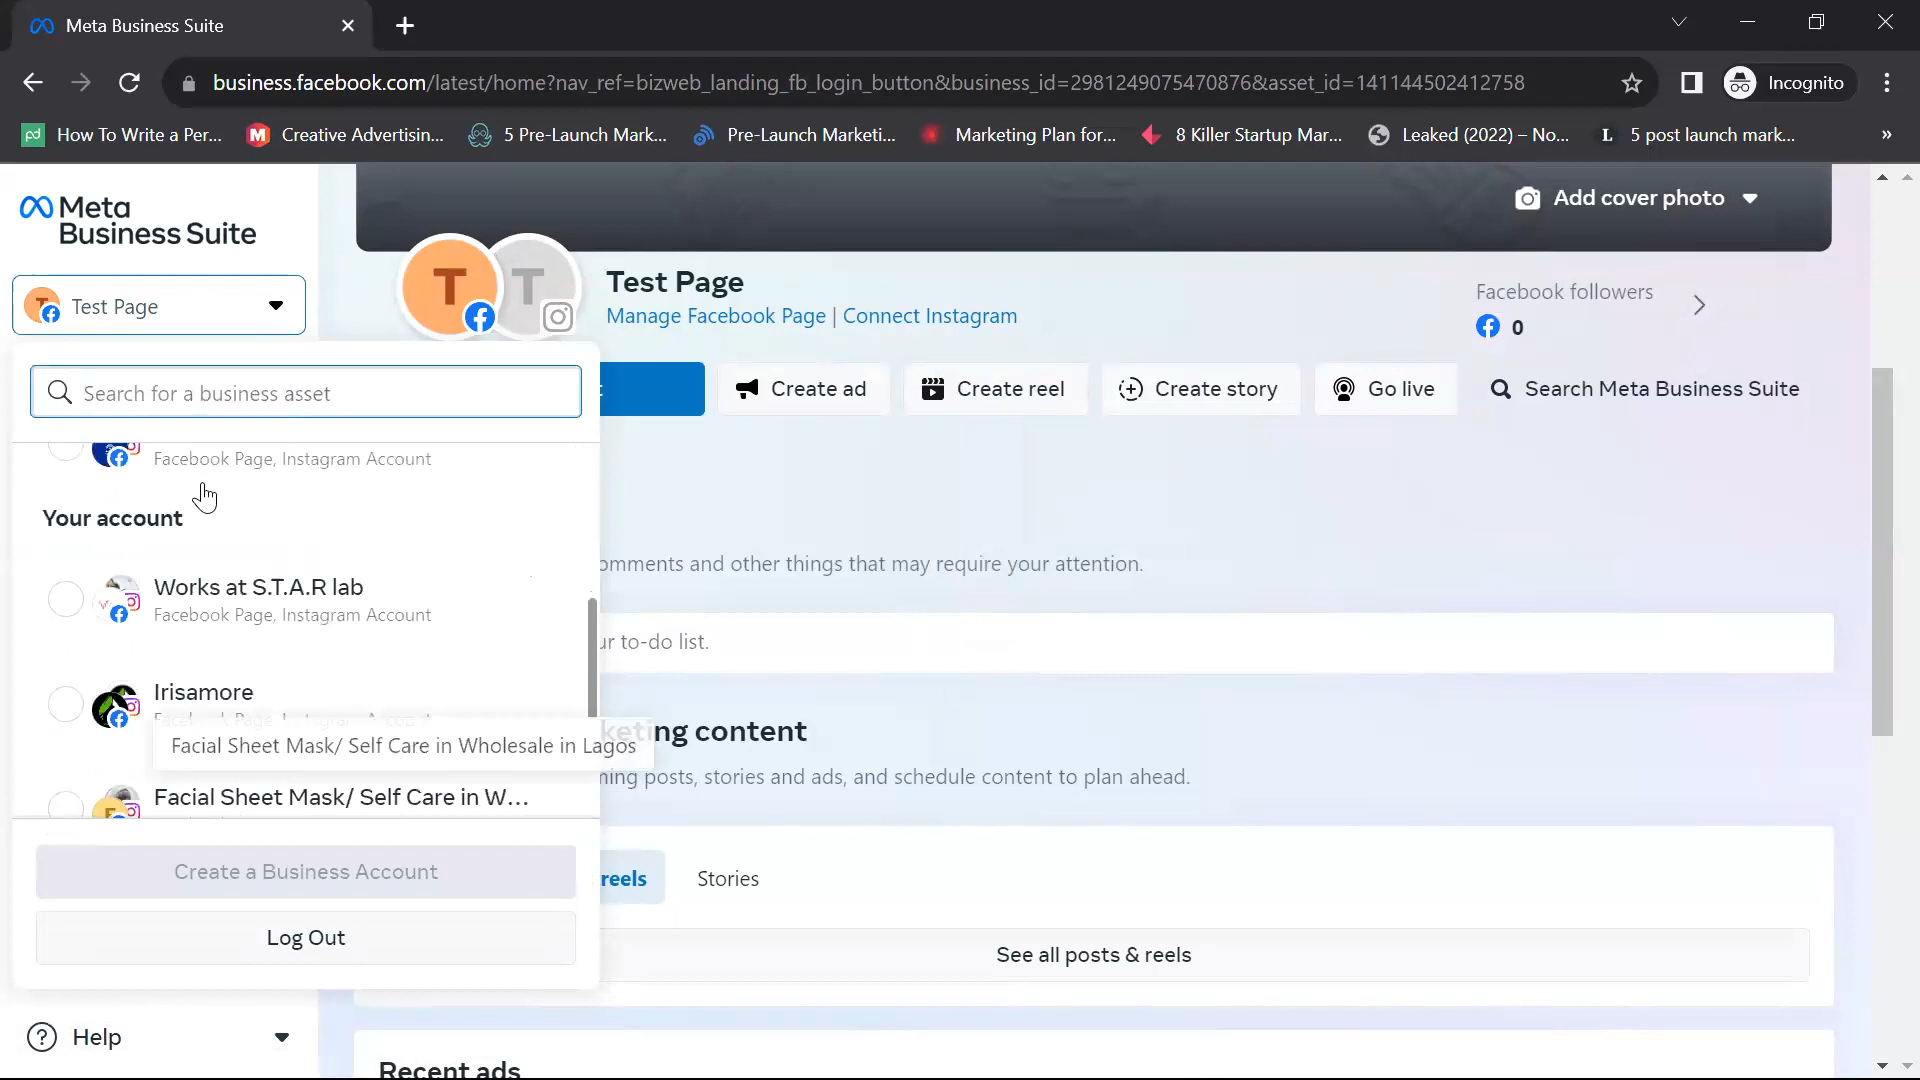 Meta Business Suite
business.facebook.com/latest/home?nav_ref=bizweb_landing_fb_login_button&business_id=2981249075470876&asset_id=141144502412758
Incognito
How To Write a Per...
Creative Advertisin...
5 Pre-Launch Mark...
Pre-Launch Marketi...
Marketing Plan for...
8 Killer Startup Mar...
Leaked (2022) – No...
5 post launch mark...
»
Meta
Business Suite
Test Page
Search for a business asset
Facebook Page, Instagram Account
Your account
Works at S.T.A.R lab
Facebook Page, Instagram Account
Irisamore
Facebook Page, Instagram Account
Facial Sheet Mask/ Self Care in Wholesale in Lagos
Facial Sheet Mask/ Self Care in W...
Create a Business Account
Log Out
Help
Add cover photo
Test Page
Manage Facebook Page | Connect Instagram
Facebook followers
0
Create ad
Create reel
Create story
Go live
Search Meta Business Suite
omments and other things that may require your attention.
ur to-do list.
keting content
ning posts, stories and ads, and schedule content to plan ahead.
reels
Stories
See all posts & reels
Recent ads